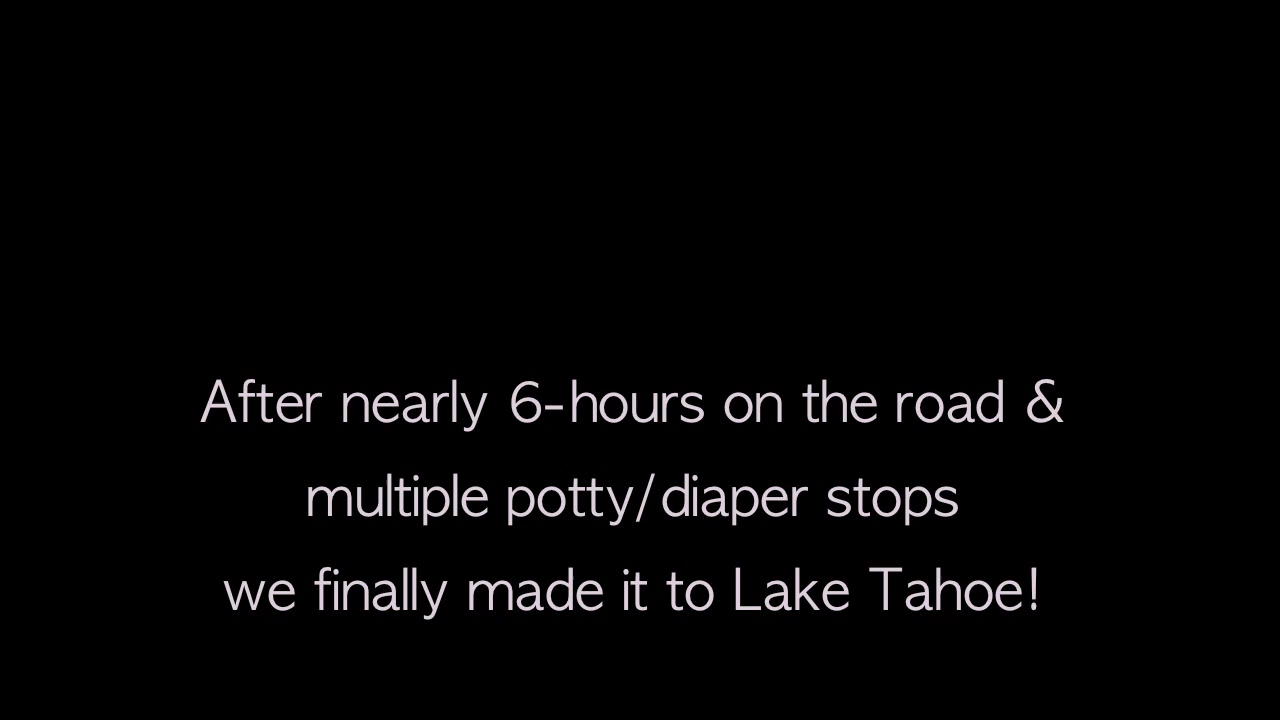 After nearly 6-hours on the road &
multiple potty/diaper stops
we finally made it to Lake Tahoe!